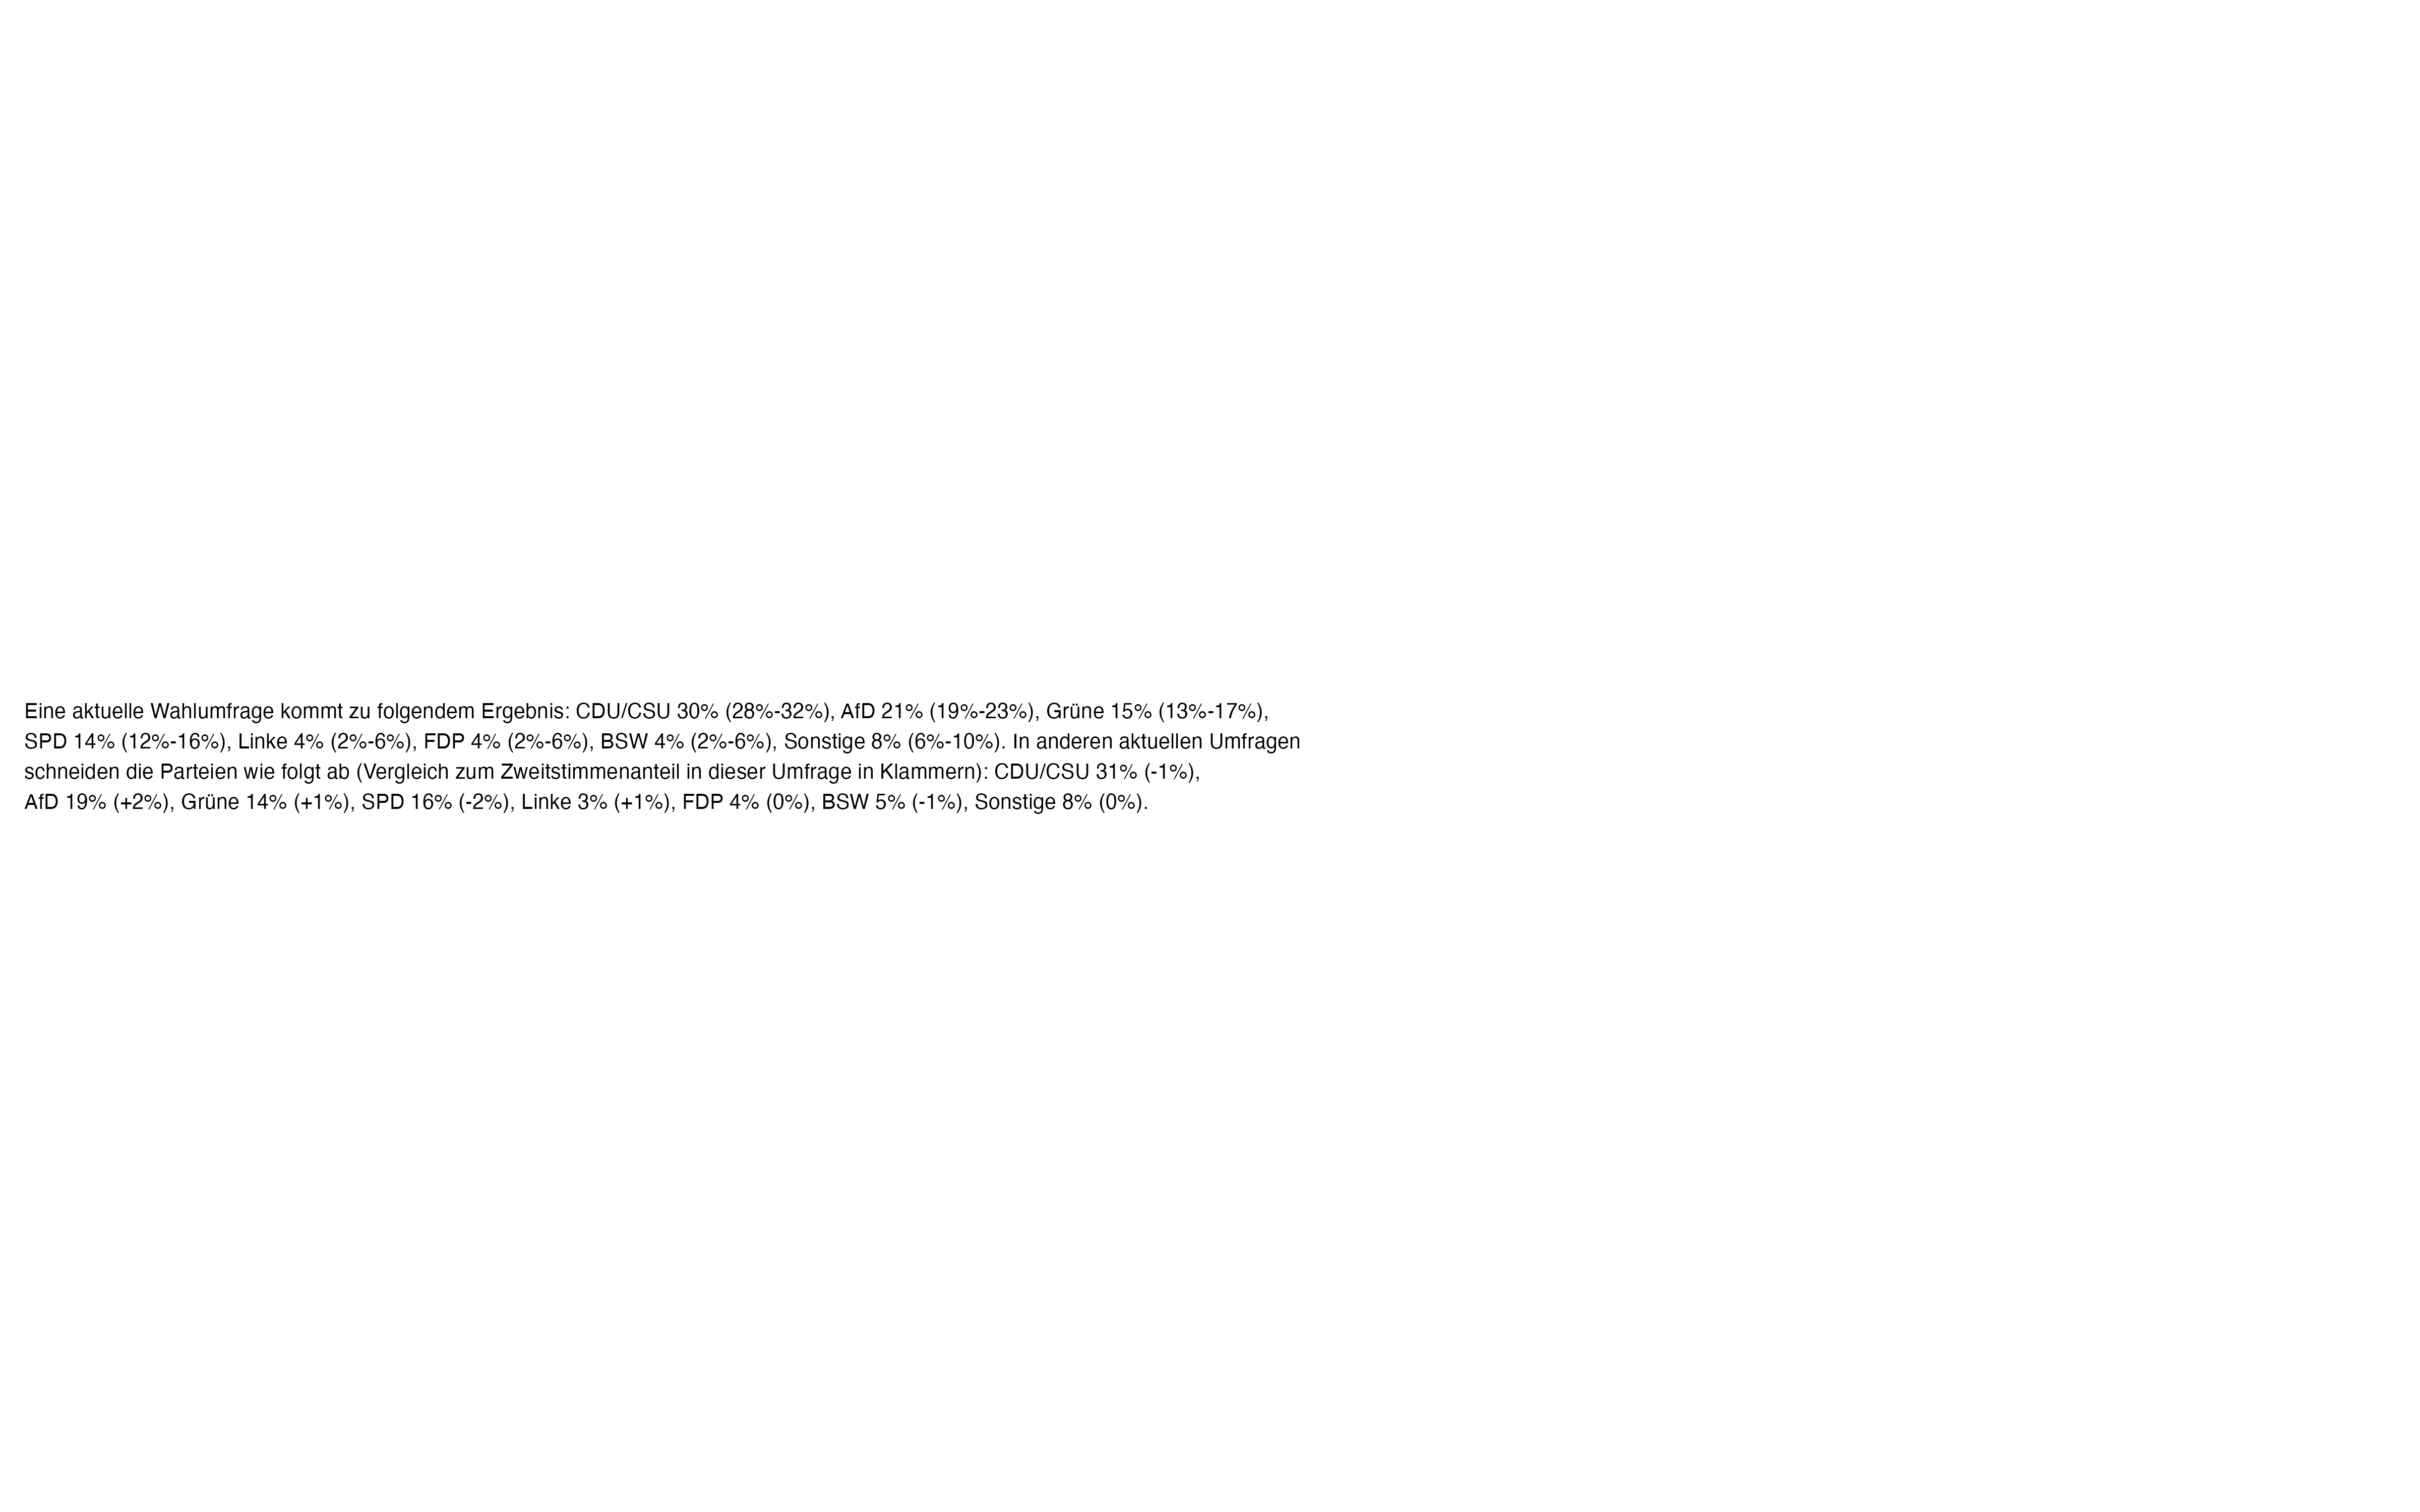 Eine aktuelle Wahlumfrage kommt zu folgendem Ergebnis: CDU/CSU 30% (28%-32%), AfD 21% (19%-23%), Grüne 15% (13%-17%),
SPD 14% (12%-16%), Linke 4% (2%-6%), FDP 4% (2%-6%), BSW 4% (2%-6%), Sonstige 8% (6%-10%). In anderen aktuellen Umfragen
schneiden die Parteien wie folgt ab (Vergleich zum Zweitstimmenanteil in dieser Umfrage in Klammern): CDU/CSU 31% (-1%),
AfD 19% (+2%), Grüne 14% (+1%), SPD 16% (-2%), Linke 3% (+1%), FDP 4% (0%), BSW 5% (-1%), Sonstige 8% (0%).